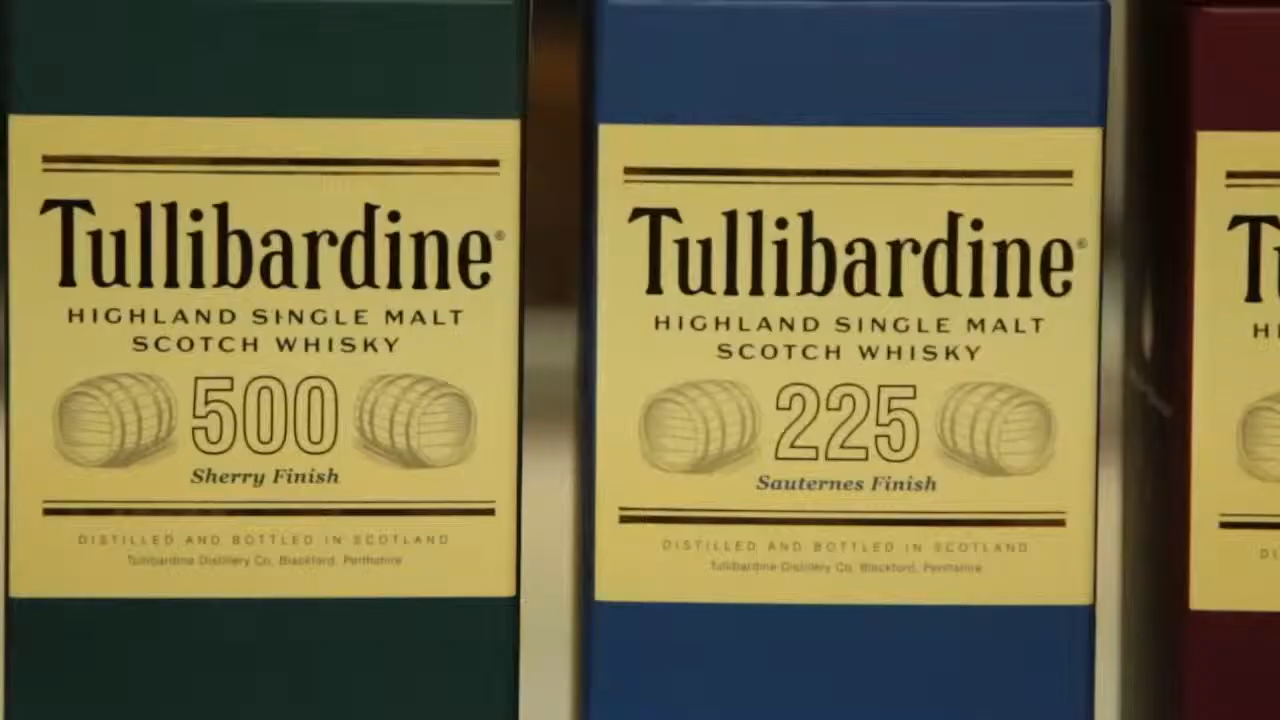 Tullibardine®
HIGHLAND SINGLE MALT
SCOTCH WHISKY
500
Sherry Finish
DISTILLED AND BOTTLED IN SCOTLAND
Tullibardine Distillery Co, Blackford, Perthshire
Tullibardine®
HIGHLAND SINGLE MALT
SCOTCH WHISKY
225
Sauternes Finish
DISTILLED AND BOTTLED IN SCOTLAND
Tullibardine Distillery Co, Blackford, Perthshire